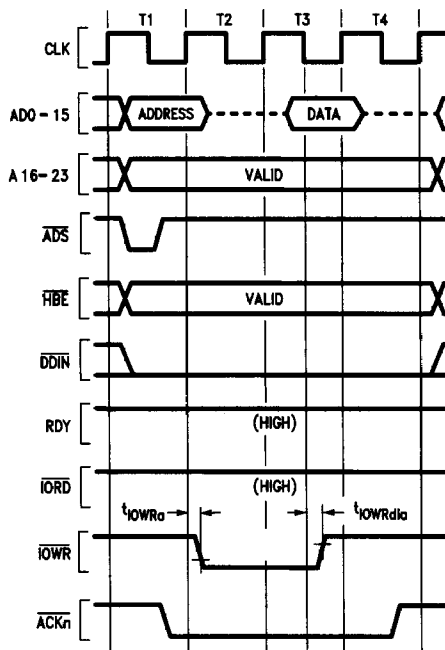 T1 T2 T3 T4
CLK
AD0-15 ADDRESS DATA
A16-23 VALID
ADS
HBE VALID
DDIN
RDY (HIGH)
IORD (HIGH)
tIOWRa tIOWRdia
IOWR
ACKn